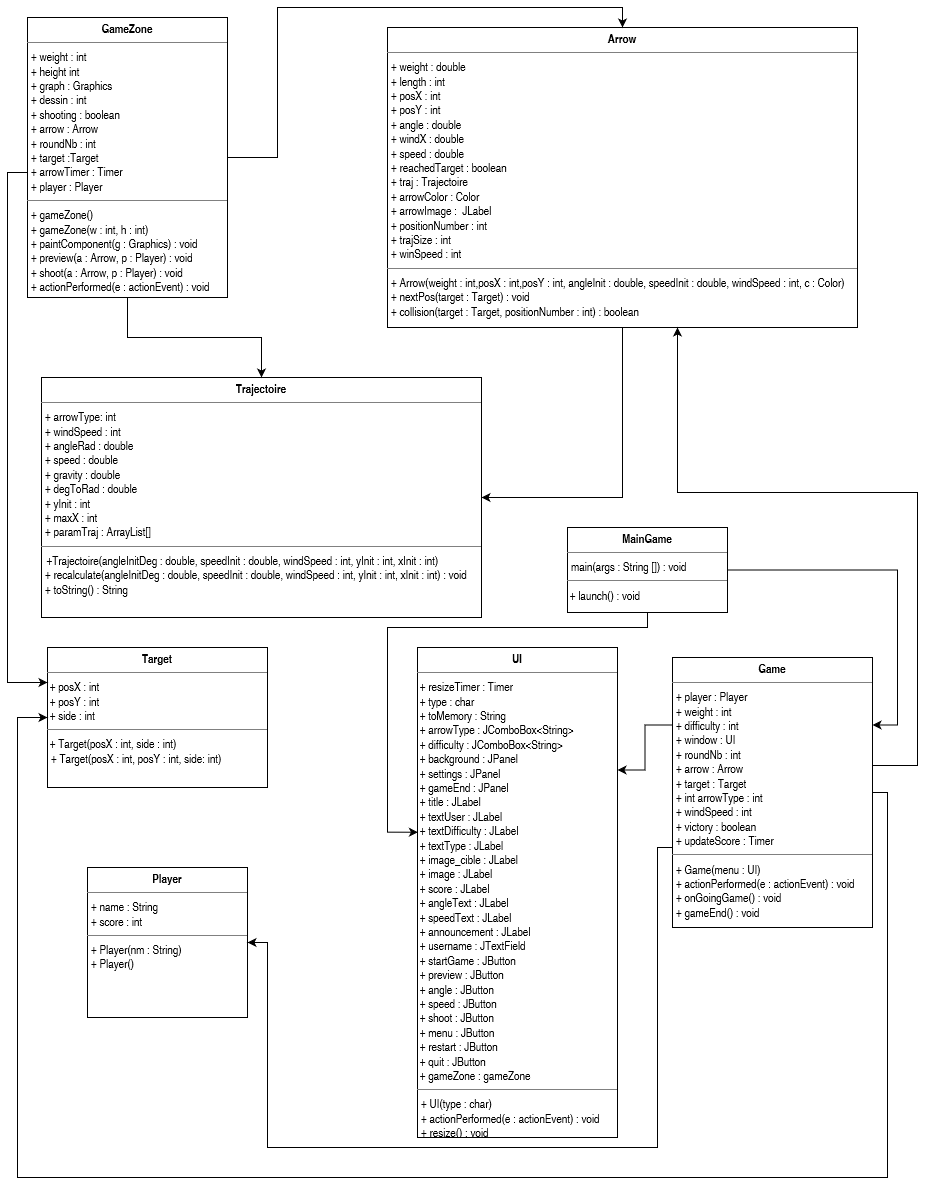 GameZone
+ weight : int
+ height int
+ graph : Graphics
+ dessin : int
+ shooting : boolean
+ arrow : Arrow
+ roundNb : int
+ target :Target
+ arrowTimer : Timer
+ player : Player
+ gameZone()
+ gameZone(w : int, h : int)
+ paintComponent(g : Graphics) : void
+ preview(a : Arrow, p : Player) : void
+ shoot(a : Arrow, p : Player) : void
+ actionPerformed(e : actionEvent) : void
Arrow
+ weight : double
+ length : int
+ posX : int
+ posY : int
+ angle : double
+ windX : double
+ speed : double
+ reachedTarget : boolean
+ traj : Trajectoire
+ arrowColor : Color
+ arrowImage : JLabel
+ positionNumber : int
+ trajSize : int
+ winSpeed : int
+ Arrow(weight : int,posX : int,posY : int, angleInit : double, speedInit : double, windSpeed : int, c : Color)
+ nextPos(target : Target) : void
+ collision(target : Target, positionNumber : int) : boolean
Trajectoire
+ arrowType: int
+ windSpeed : int
+ angleRad : double
+ speed : double
+ gravity : double
+ degToRad : double
+ yInit : int
+ maxX : int
+ paramTraj : ArrayList[]
+Trajectoire(angleInitDeg : double, speedInit : double, windSpeed : int, yInit : int, xInit : int)
+ recalculate(angleInitDeg : double, speedInit : double, windSpeed : int, yInit : int, xInit : int) : void
+ toString() : String
MainGame
main(args : String []) : void
+ launch() : void
Target
+ posX : int
+ posY : int
+ side : int
+ Target(posX : int, side : int)
+ Target(posX : int, posY : int, side: int)
UI
+ resizeTimer : Timer
+ type : char
+ toMemory : String
+ arrowType : JComboBox<String>
+ difficulty : JComboBox<String>
+ background : JPanel
+ settings : JPanel
+ gameEnd : JPanel
+ title : JLabel
+ textUser : JLabel
+ textDifficulty : JLabel
+ textType : JLabel
+ image_cible : JLabel
+ image : JLabel
+ score : JLabel
+ angleText : JLabel
+ speedText : JLabel
+ announcement : JLabel
+ username : JTextField
+ startGame : JButton
+ preview : JButton
+ angle : JButton
+ speed : JButton
+ shoot : JButton
+ menu : JButton
+ restart : JButton
+ quit : JButton
+ gameZone : gameZone
+ UI(type : char)
+ actionPerformed(e : actionEvent) : void
+ resize() : void
Game
+ player : Player
+ weight : int
+ difficulty : int
+ window : UI
+ roundNb : int
+ arrow : Arrow
+ target : Target
+ int arrowType : int
+ windSpeed : int
+ victory : boolean
+ updateScore : Timer
+ Game(menu : UI)
+ actionPerformed(e : actionEvent) : void
+ onGoingGame() : void
+ gameEnd() : void
Player
+ name : String
+ score : int
+ Player(nm : String)
+ Player()